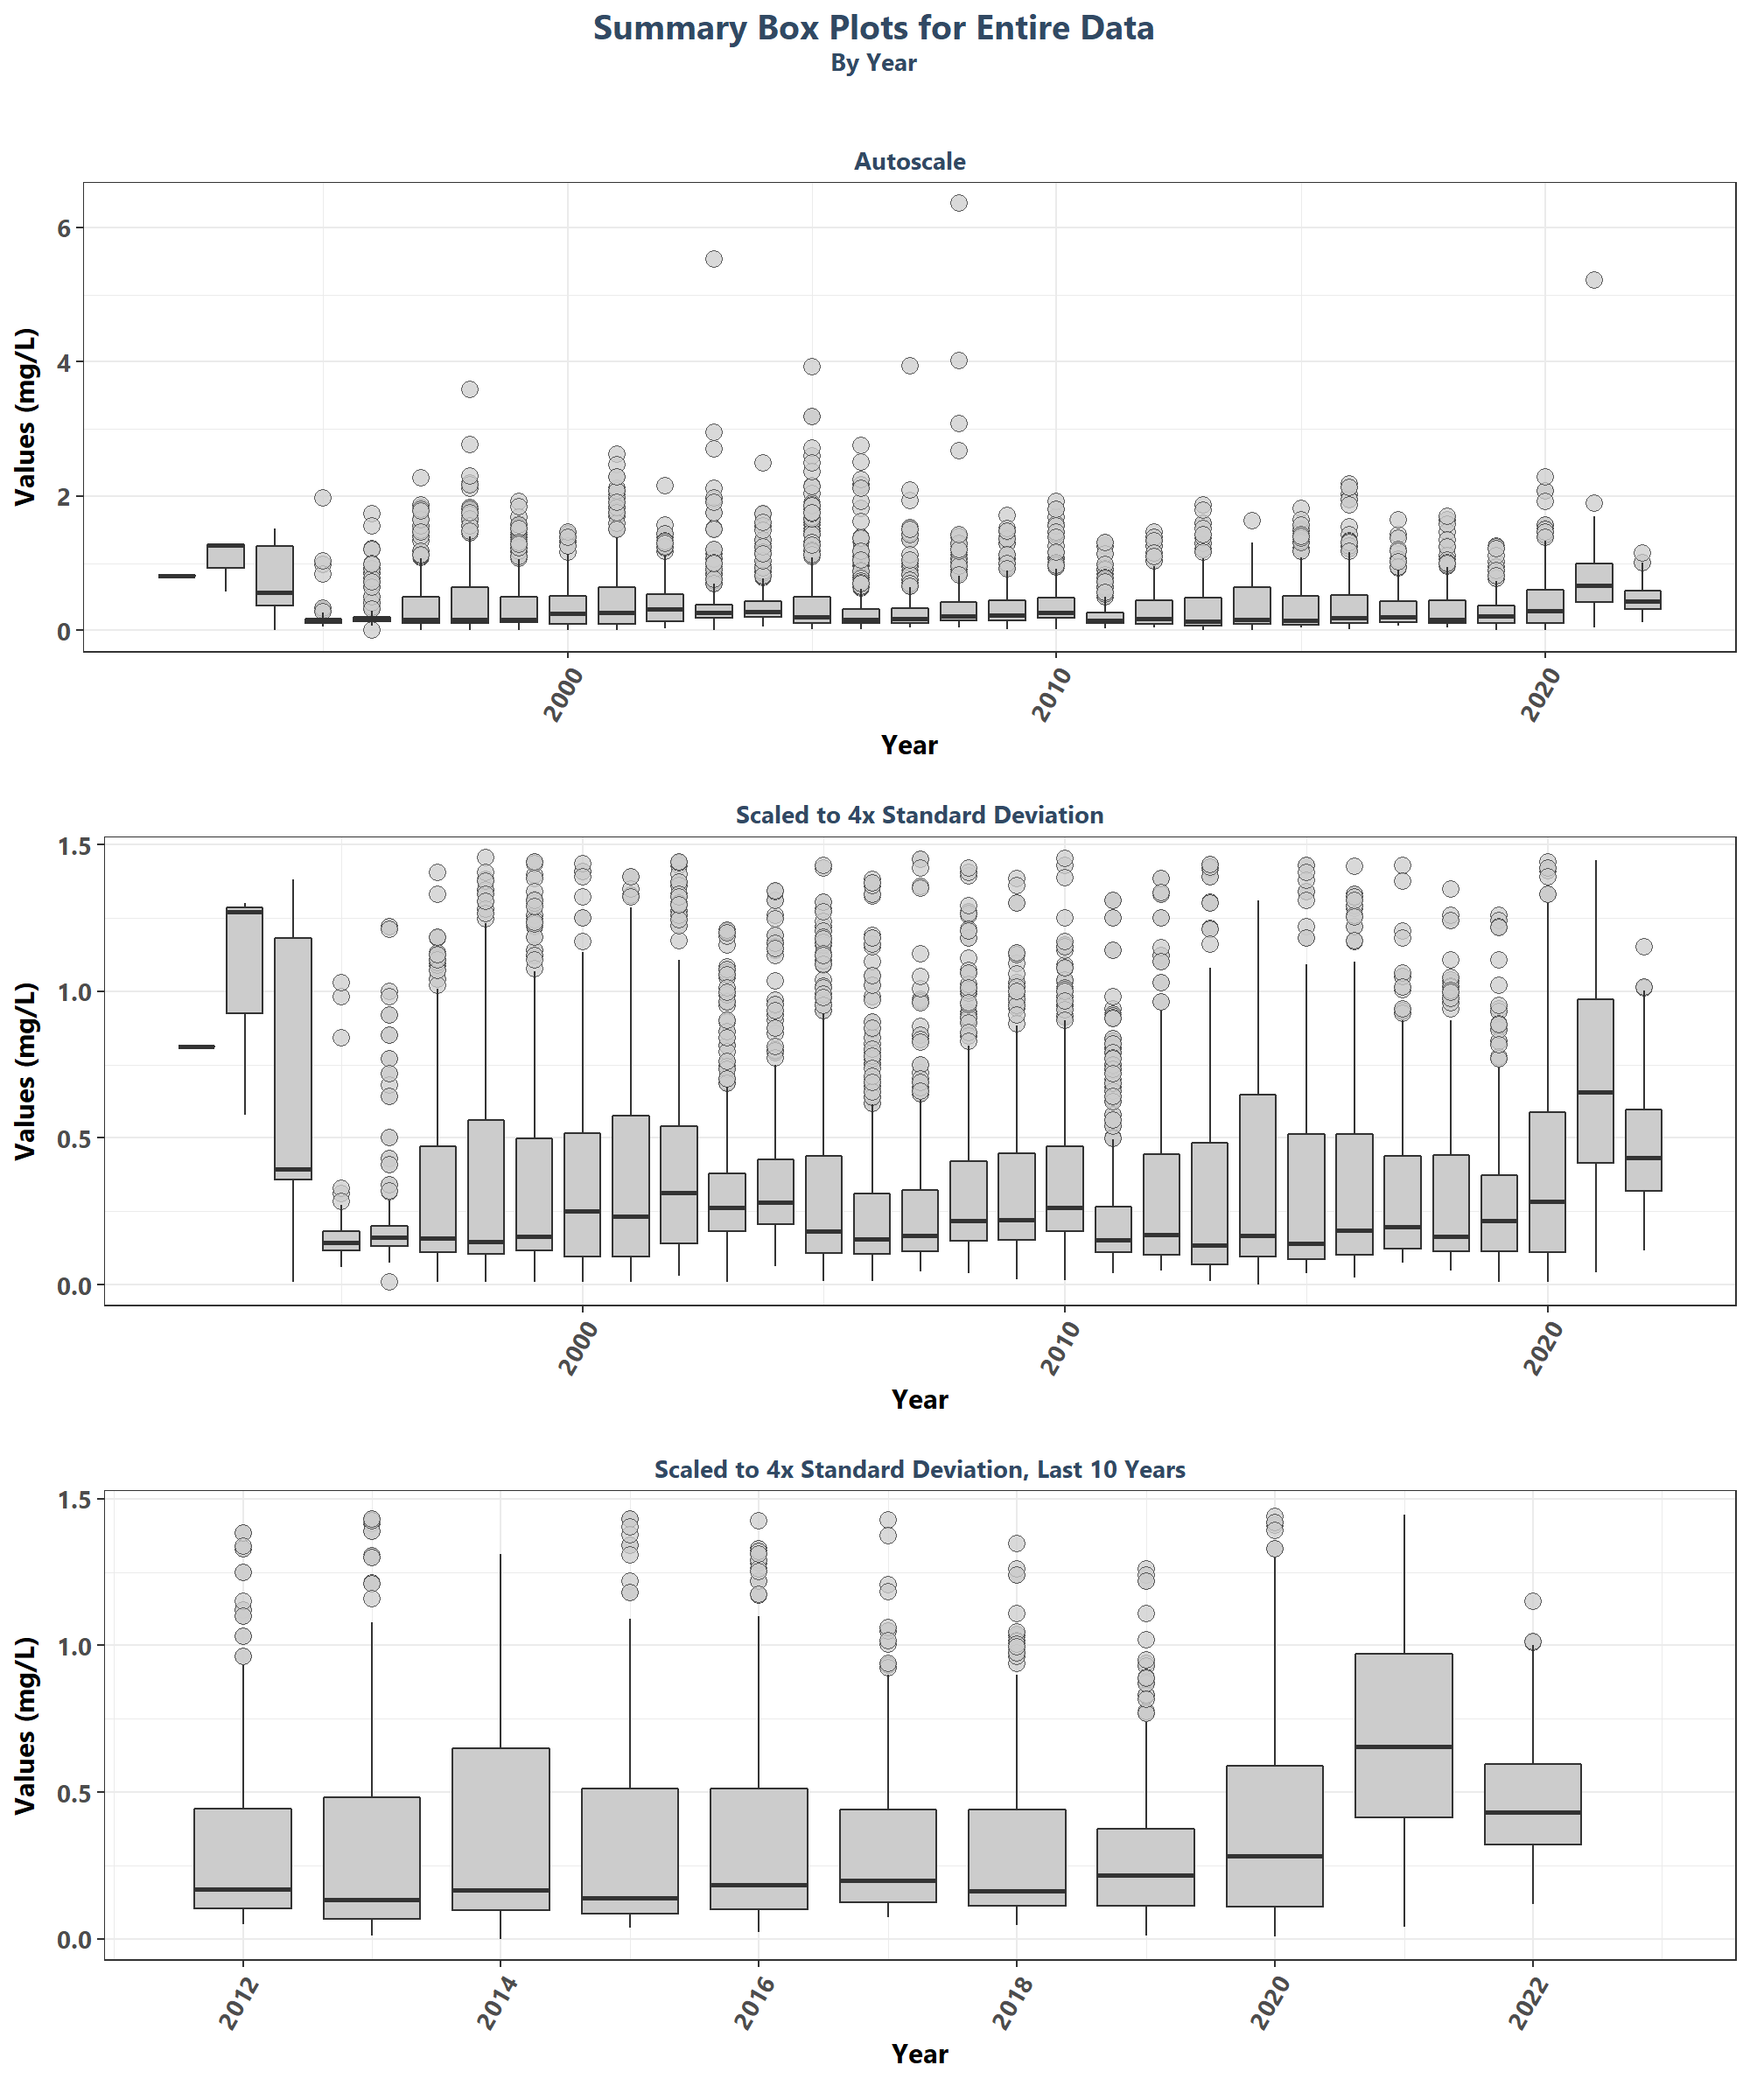 Summary Box Plots for Entire Data
By Year
Autoscale
Values (mg/L)
6
4
2
0
2000
2010
2020
Year
Scaled to 4x Standard Deviation
Values (mg/L)
1.5
1.0
0.5
0.0
2000
2010
2020
Year
Scaled to 4x Standard Deviation, Last 10 Years
Values (mg/L)
1.5
1.0
0.5
0.0
2012
2014
2016
2018
2020
2022
Year